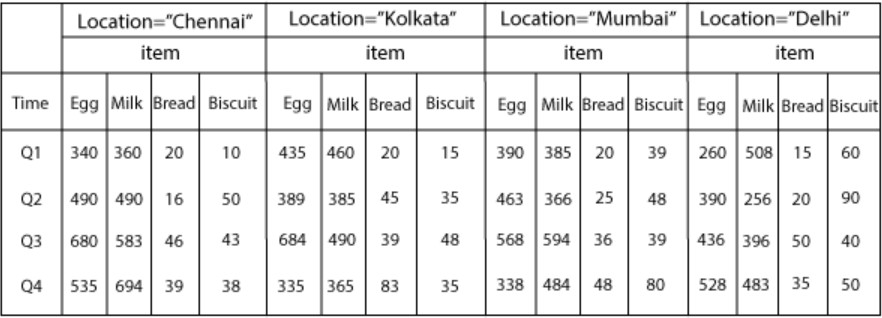 Location=”Chennai” Location=”Kolkata” Location=”Mumbai” Location=”Delhi”
item item item item
Time Egg Milk Bread Biscuit Egg Milk Bread Biscuit Egg Milk Bread Biscuit Egg Milk Bread Biscuit
Q1 340 360 20 10 435 460 20 15 390 385 20 39 260 508 15 60
Q2 490 490 16 50 389 385 45 35 463 366 25 48 390 256 20 90
Q3 680 583 46 43 684 490 39 48 568 594 36 39 436 396 50 40
Q4 535 694 39 38 335 365 83 35 338 484 48 80 528 483 35 50